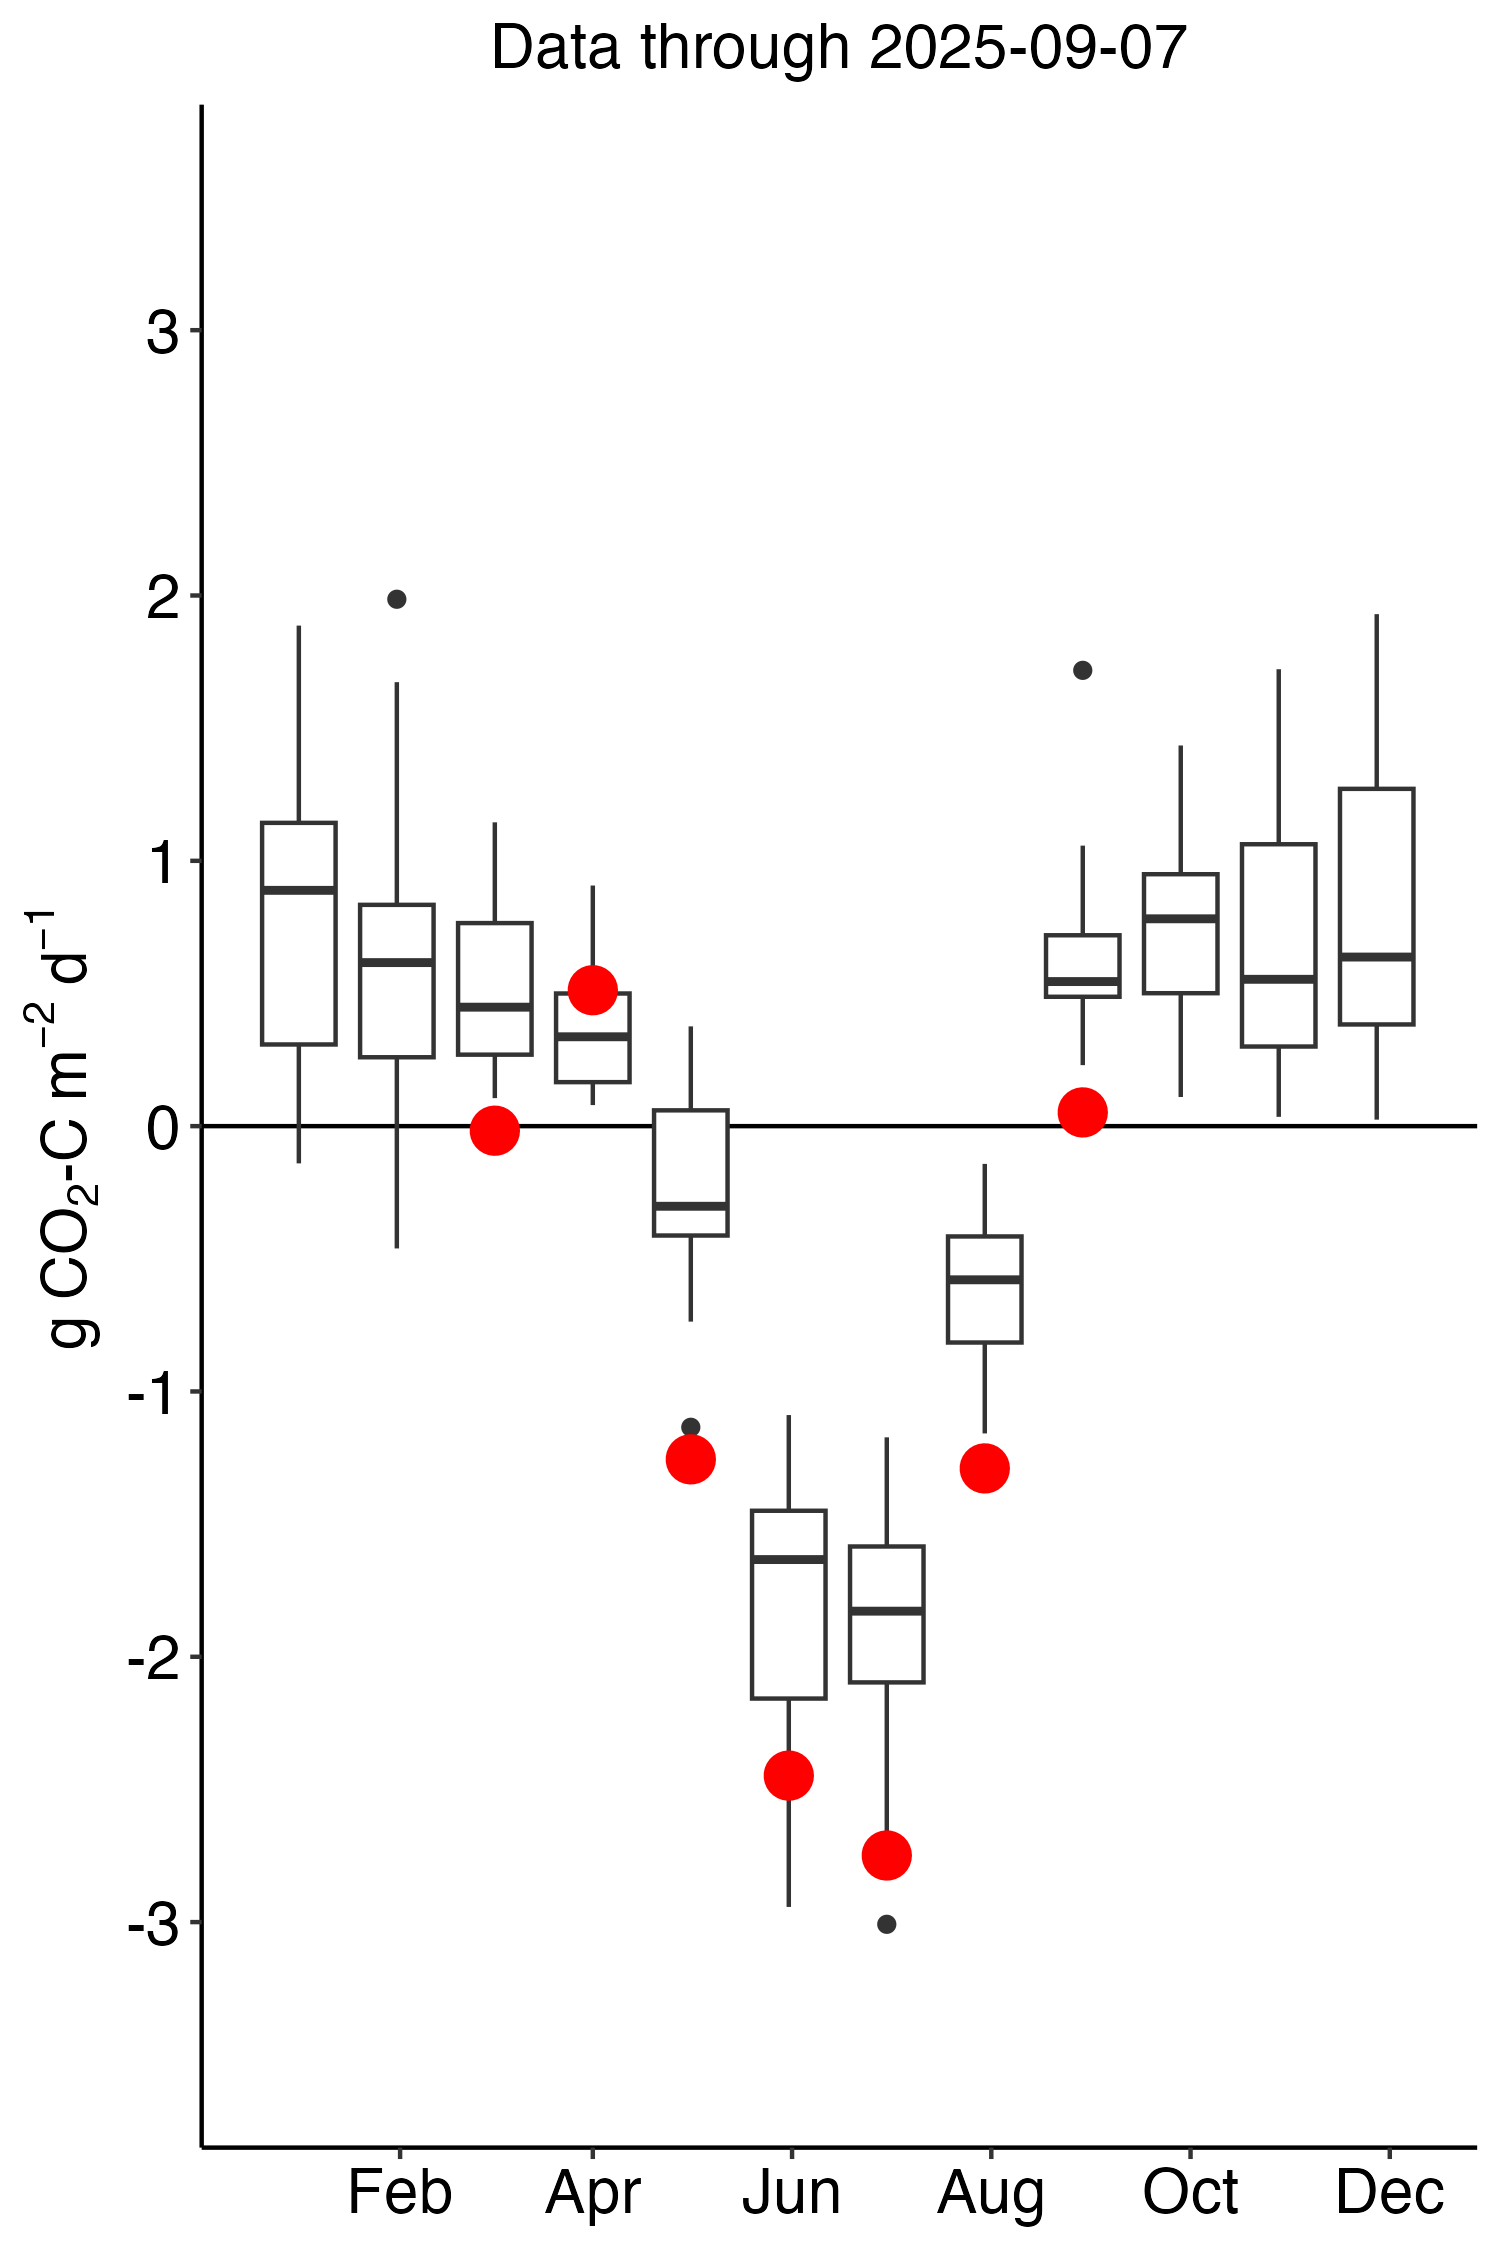 Data through 2025-09-07
g CO₂-C m⁻² d⁻¹
3
2
1
0
-1
-2
-3
Feb Apr Jun Aug Oct Dec